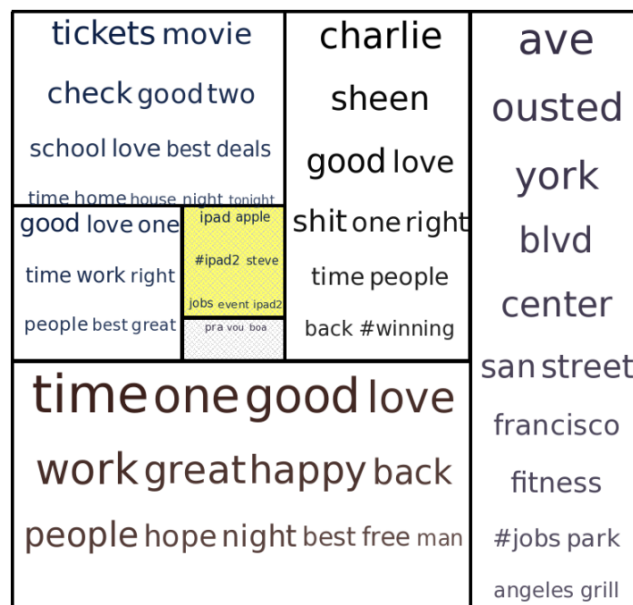 tickets movie
check good two
school love best deals
time home house night tonight
good love one
time work right
people best great
ipad apple
#ipad2 steve
jobs event ipad2
pra vou boa
charlie
sheen
good love
shit one right
time people
back #winning
time one good love
work great happy back
people hope night best free man
ave
ousted
york
blvd
center
san street
francisco
fitness
#jobs park
angeles grill